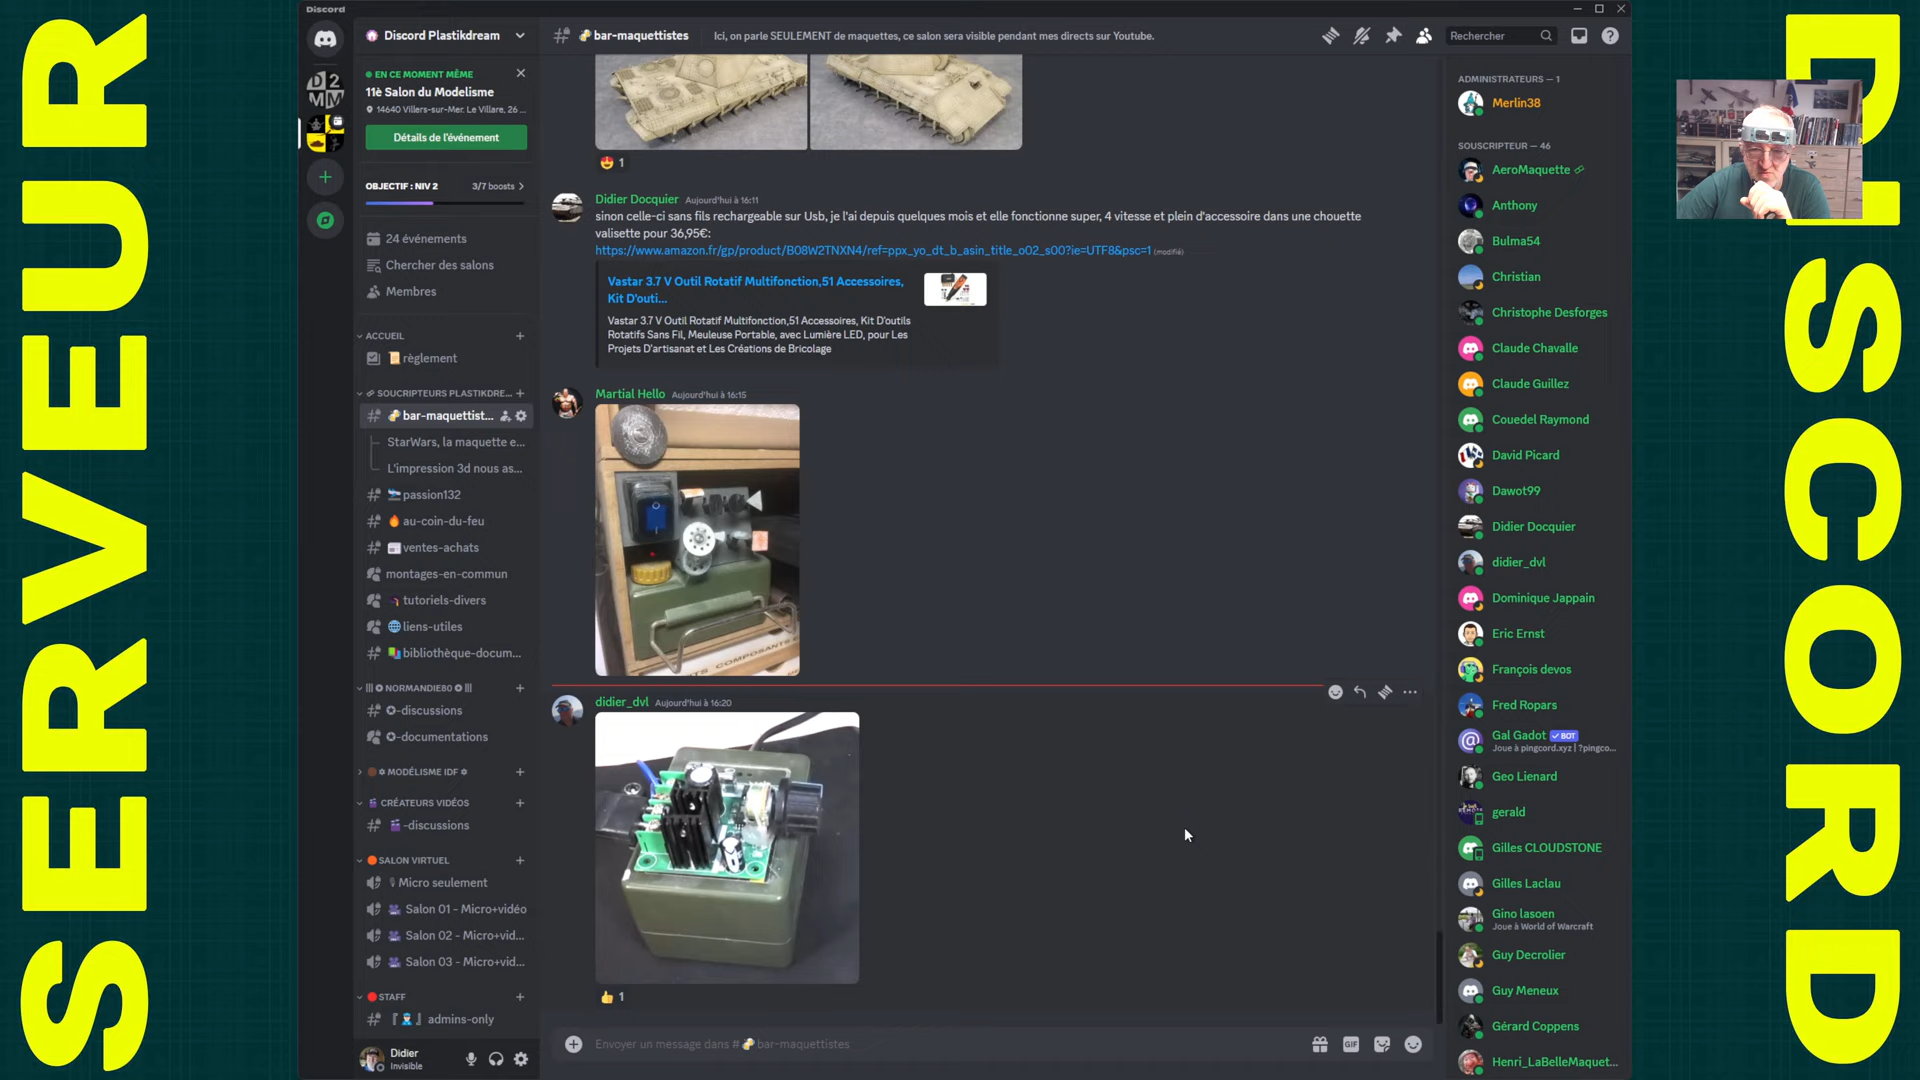 SERVEUR
DISCORD
Discord
Discord Plastikdream
EN CE MOMENT MÊME
11è Salon du Modelisme
14640 Villers-sur-Mer. Le Villare, 26 ...
Détails de l'événement
OBJECTIF : NIV 2
3/7 boosts
24 événements
Chercher des salons
Membres
ACCUEIL
règlement
SOUCRIPTEURS PLASTIKDRE...
bar-maquettist...
StarWars, la maquette e...
L'impression 3d nous as...
passion132
au-coin-du-feu
ventes-achats
montages-en-commun
tutoriels-divers
liens-utiles
bibliothèque-docum...
NORMANDIE80
-discussions
-documentations
MODÉLISME IDF
CRÉATEURS VIDÉOS
-discussions
SALON VIRTUEL
Micro seulement
Salon 01 - Micro+vidéo
Salon 02 - Micro+vid...
Salon 03 - Micro+vid...
STAFF
admins-only
Didier
Invisible
bar-maquettistes
Ici, on parle SEULEMENT de maquettes, ce salon sera visible pendant mes directs sur Youtube.
Rechercher
1
Didier Docquier Aujourd'hui à 16:11
sinon celle-ci sans fils rechargeable sur Usb, je l'ai depuis quelques mois et elle fonctionne super, 4 vitesse et plein d'accessoire dans une chouette
valisette pour 36,95€:
https://www.amazon.fr/gp/product/B08W2TNXN4/ref=ppx_yo_dt_b_asin_title_o02_s00?ie=UTF8&psc=1 (modifié)
Vastar 3.7 V Outil Rotatif Multifonction,51 Accessoires,
Kit D'outi...
Vastar 3.7 V Outil Rotatif Multifonction,51 Accessoires, Kit D'outils
Rotatifs Sans Fil, Meuleuse Portable, avec Lumière LED, pour Les
Projets D'artisanat et Les Créations de Bricolage
Martial Hello Aujourd'hui à 16:15
COMPOSANTS
didier_dvl Aujourd'hui à 16:20
1
Envoyer un message dans # bar-maquettistes
GIF
ADMINISTRATEURS — 1
Merlin38
SOUSCRIPTEUR — 46
AeroMaquette
Anthony
Bulma54
Christian
Christophe Desforges
Claude Chavalle
Claude Guillez
Couedel Raymond
David Picard
Dawot99
Didier Docquier
didier_dvl
Dominique Jappain
Eric Ernst
François devos
Fred Ropars
Gal Gadot BOT
Joue à pingcord.xyz | ?pingco...
Geo Lienard
gerald
Gilles CLOUDSTONE
Gilles Laclau
Gino lasoen
Joue à World of Warcraft
Guy Decrolier
Guy Meneux
Gérard Coppens
Henri_LaBelleMaquet...